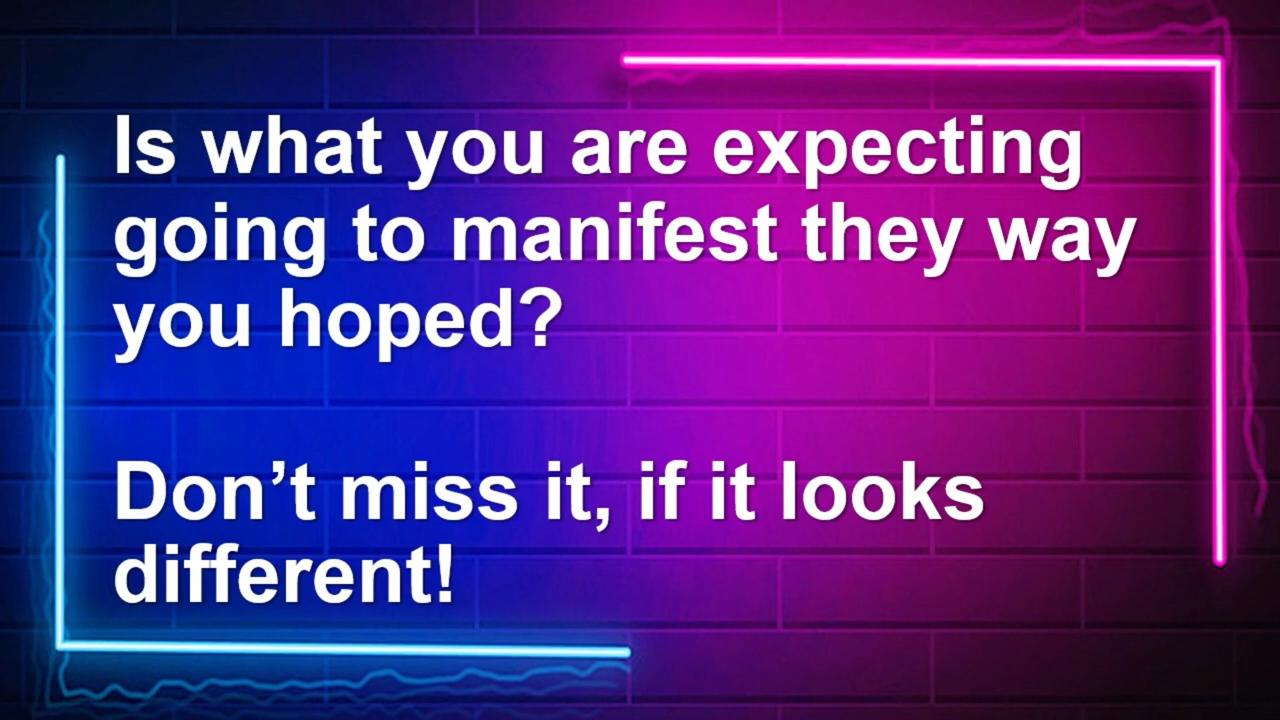 Is what you are expecting
going to manifest they way
you hoped?
Don’t miss it, if it looks
different!